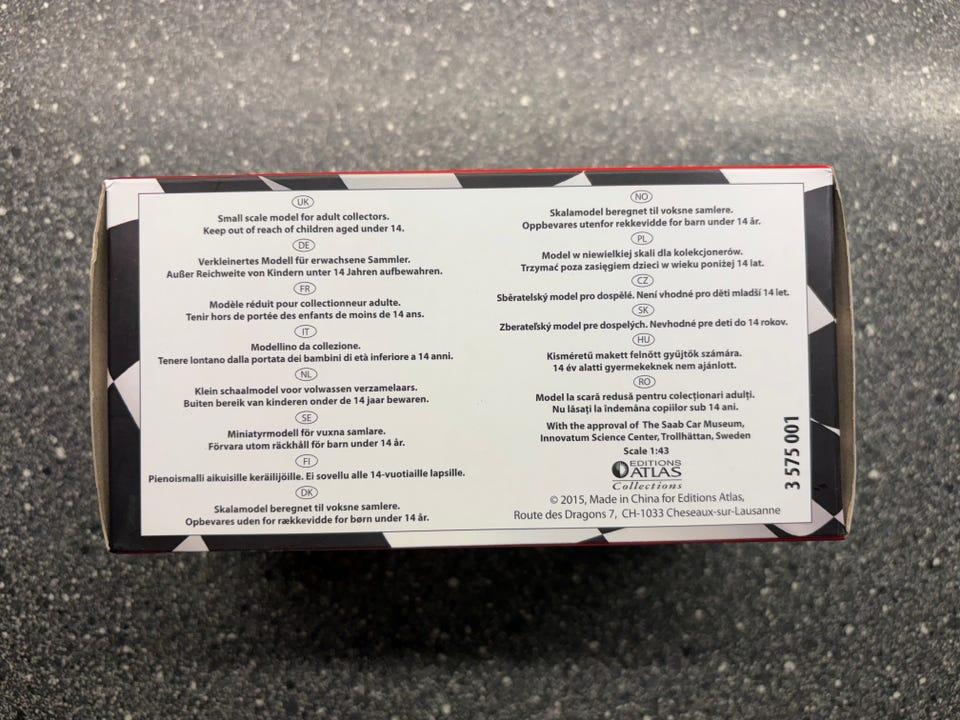 UK
Small scale model for adult collectors.
Keep out of reach of children aged under 14.
DE
Verkleinertes Modell für erwachsene Sammler.
Außer Reichweite von Kindern unter 14 Jahren aufbewahren.
FR
Modèle réduit pour collectionneur adulte.
Tenir hors de portée des enfants de moins de 14 ans.
IT
Modellino da collezione.
Tenere lontano dalla portata dei bambini di età inferiore a 14 anni.
NL
Klein schaalmodel voor volwassen verzamelaars.
Buiten bereik van kinderen onder de 14 jaar bewaren.
SE
Miniatyrmodell för vuxna samlare.
Förvara utom räckhåll för barn under 14 år.
FI
Pienoismalli aikuisille keräilijöille. Ei sovellu alle 14-vuotiaille lapsille.
DK
Skalamodel beregnet til voksne samlere.
Opbevares uden for rækkevidde for børn under 14 år.
NO
Skalamodel beregnet til voksne samlere.
Oppbevares utenfor rekkevidde for barn under 14 år.
PL
Model w niewielkiej skali dla kolekcjonerów.
Trzymać poza zasięgiem dzieci w wieku poniżej 14 lat.
CZ
Sběratelský model pro dospělé. Není vhodné pro děti mladší 14 let.
SK
Zberateľský model pre dospelých. Nevhodné pre deti do 14 rokov.
HU
Kisméretű makett felnőtt gyűjtők számára.
14 év alatti gyermekeknek nem ajánlott.
RO
Model la scară redusă pentru colecționari adulți.
Nu lăsați la îndemâna copiilor sub 14 ani.
With the approval of The Saab Car Museum,
Innovatum Science Center, Trollhättan, Sweden
Scale 1:43
EDITIONS
ATLAS
Collections
© 2015, Made in China for Editions Atlas,
Route des Dragons 7, CH-1033 Cheseaux-sur-Lausanne
3 575 001